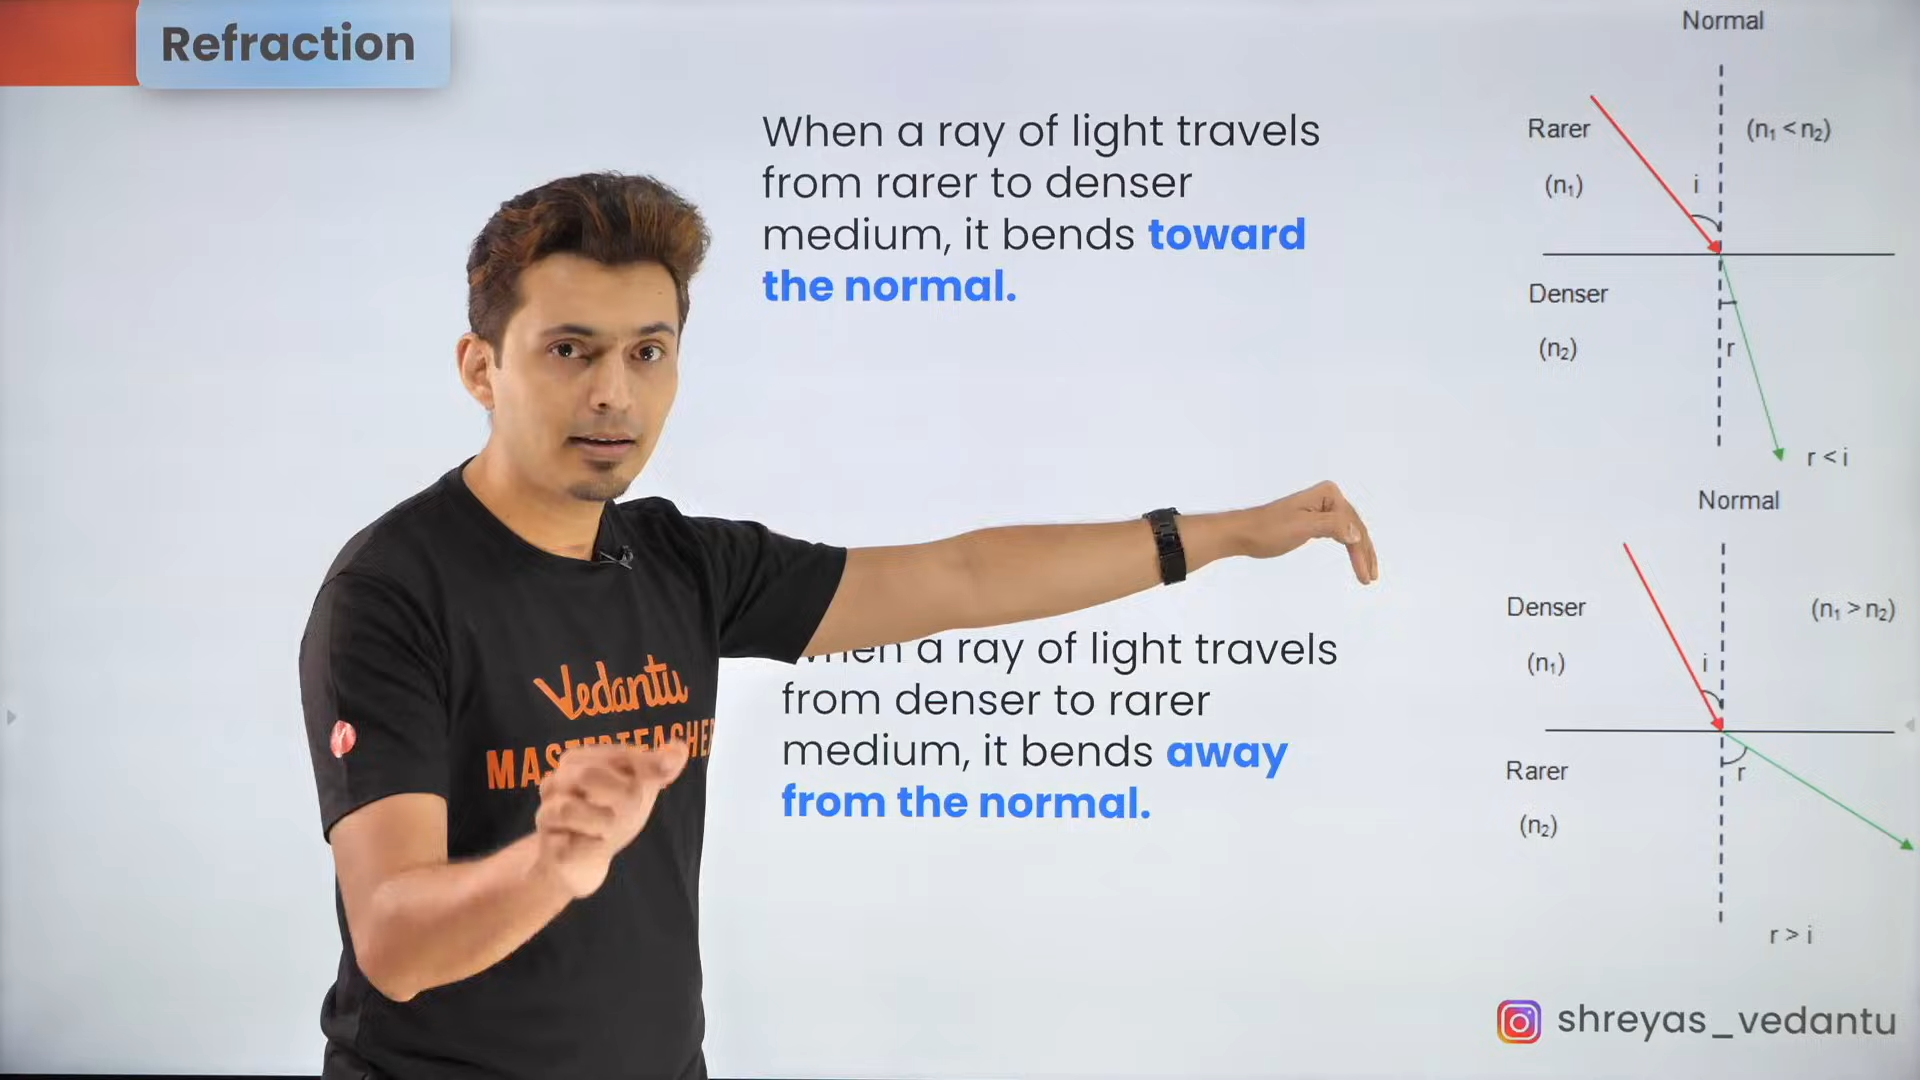 Refraction
When a ray of light travels
from rarer to denser
medium, it bends toward
the normal.
Normal
Rarer
(n₁ < n₂)
(n₁)
i
Denser
(n₂)
r
r < i
a ray of light travels
from denser to rarer
medium, it bends away
from the normal.
Normal
Denser
(n₁ > n₂)
(n₁)
i
Rarer
r
(n₂)
r > i
Vedantu
shreyas_vedantu